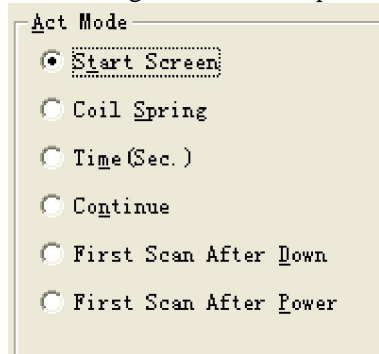 Act Mode
Start Screen
Coil Spring
Time(Sec.)
Continue
First Scan After Down
First Scan After Power